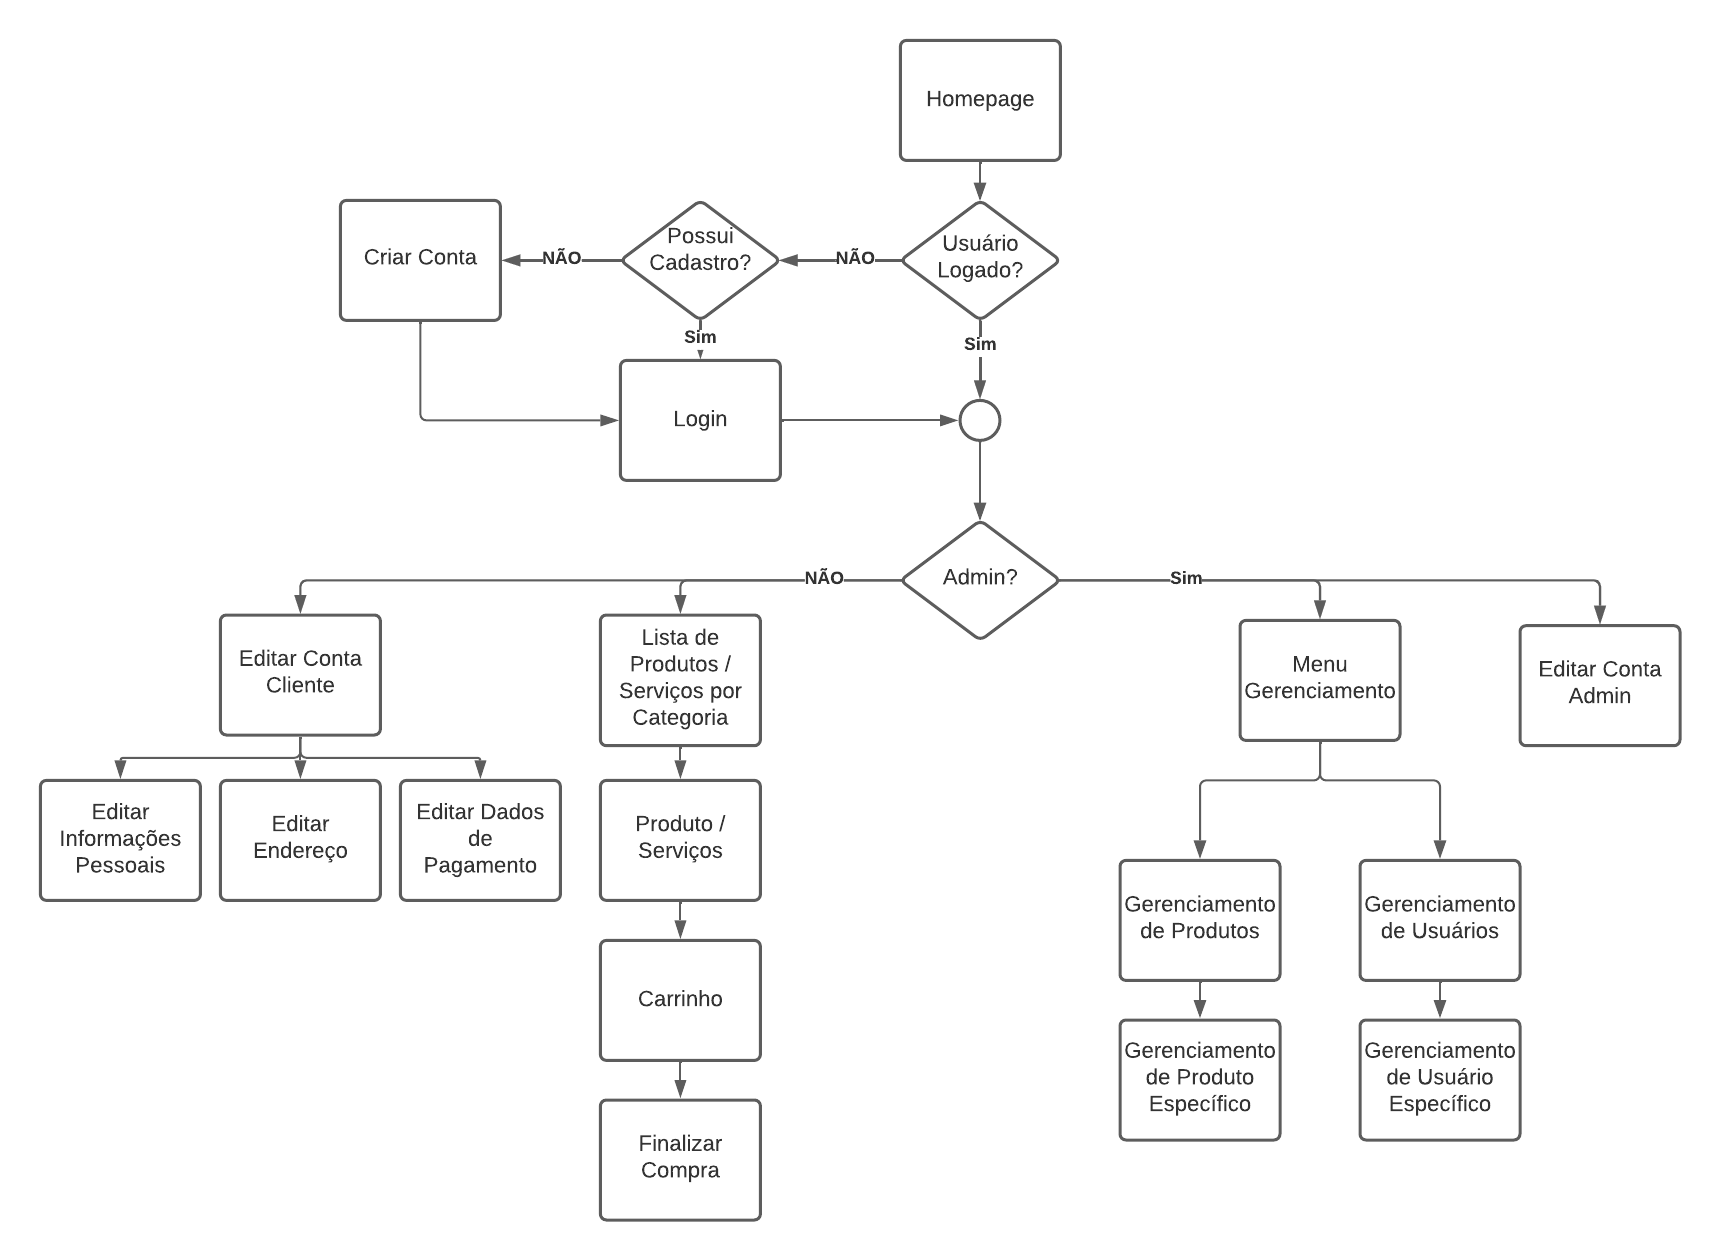 Homepage
Criar Conta
NÃO
Possui
Cadastro?
NÃO
Usuário
Logado?
Sim
Sim
Login
NÃO
Admin?
Sim
Editar Conta
Cliente
Lista de
Produtos /
Serviços por
Categoria
Menu
Gerenciamento
Editar Conta
Admin
Editar
Informações
Pessoais
Editar
Endereço
Editar Dados
de
Pagamento
Produto /
Serviços
Gerenciamento
de Produtos
Gerenciamento
de Usuários
Carrinho
Gerenciamento
de Produto
Específico
Gerenciamento
de Usuário
Específico
Finalizar
Compra